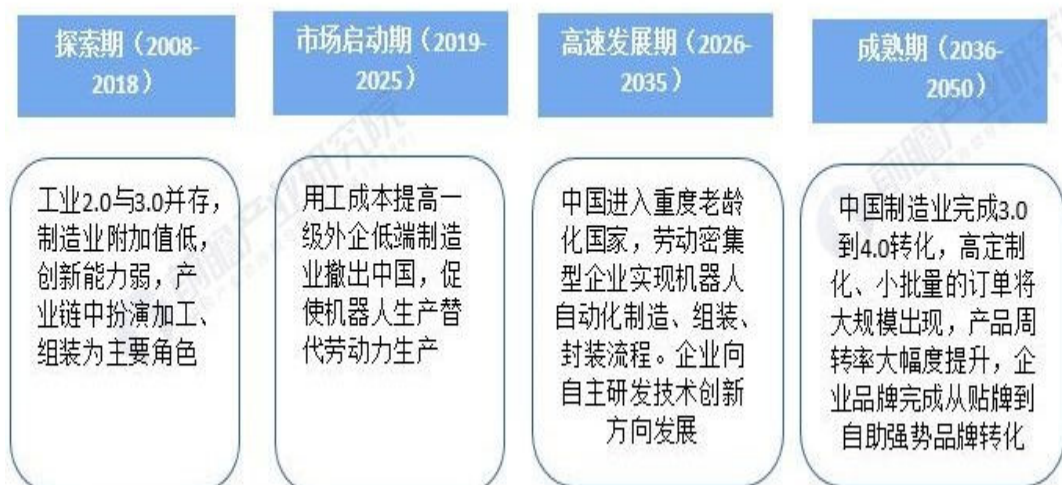 探索期（2008-
2018）
工业2.0与3.0并存，
制造业附加值低，
创新能力弱，产
业链中扮演加工、
组装为主要角色
市场启动期（2019-
2025）
用工成本提高一
级外企低端制造
业撤出中国，促
使机器人生产替
代劳动力生产
高速发展期（2026-
2035）
中国进入重度老龄
化国家，劳动密集
型企业实现机器人
自动化制造、组装、
封装流程。企业向
自主研发技术创新
方向发展
成熟期（2036-
2050）
中国制造业完成3.0
到4.0转化，高定制
化、小批量的订单将
大规模出现，产品周
转率大幅度提升，企
业品牌完成从贴牌到
自助强势品牌转化
前瞻产业研究院